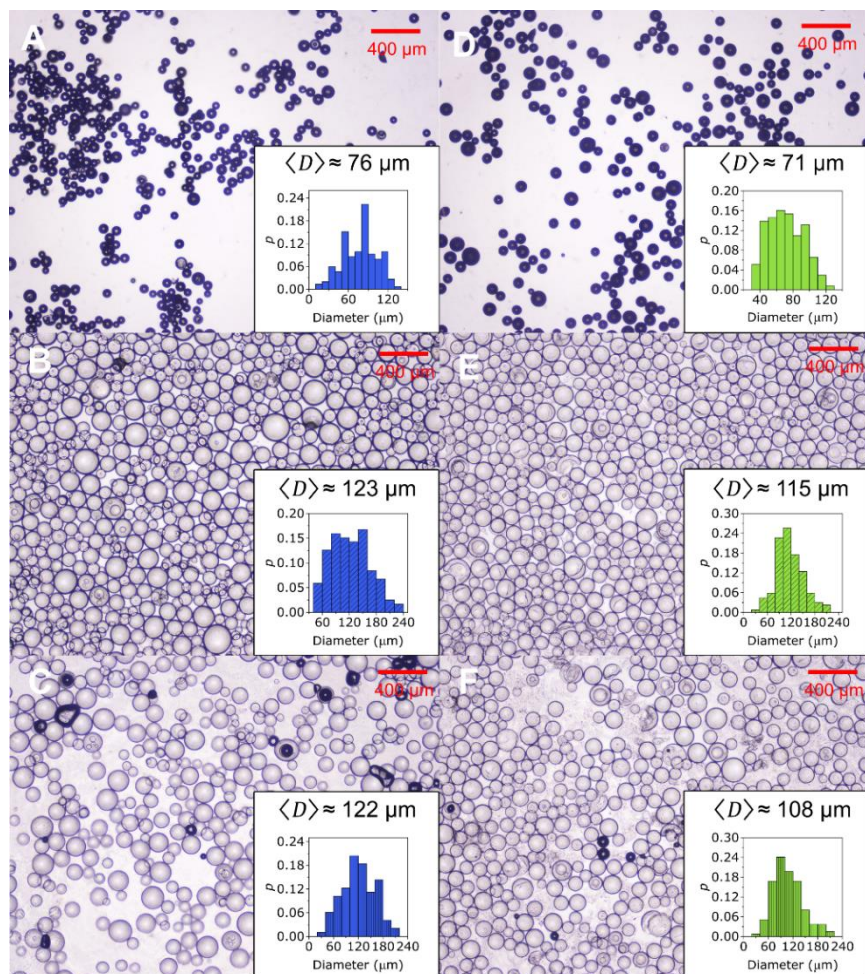 A
400 µm
⟨D⟩ ≈ 76 µm
0.24
0.18
0.12
0.06
0.00
p
60 120
Diameter (µm)
D
400 µm
⟨D⟩ ≈ 71 µm
0.20
0.16
0.12
0.08
0.04
0.00
p
40 80 120
Diameter (µm)
B
400 µm
⟨D⟩ ≈ 123 µm
0.20
0.15
0.10
0.05
0.00
p
60 120 180 240
Diameter (µm)
E
400 µm
⟨D⟩ ≈ 115 µm
0.30
0.24
0.18
0.12
0.06
0.00
p
0 60 120 180 240
Diameter (µm)
C
400 µm
⟨D⟩ ≈ 122 µm
0.24
0.18
0.12
0.06
0.00
p
0 60 120 180 240
Diameter (µm)
F
400 µm
⟨D⟩ ≈ 108 µm
0.30
0.24
0.18
0.12
0.06
0.00
p
0 60 120 180 240
Diameter (µm)